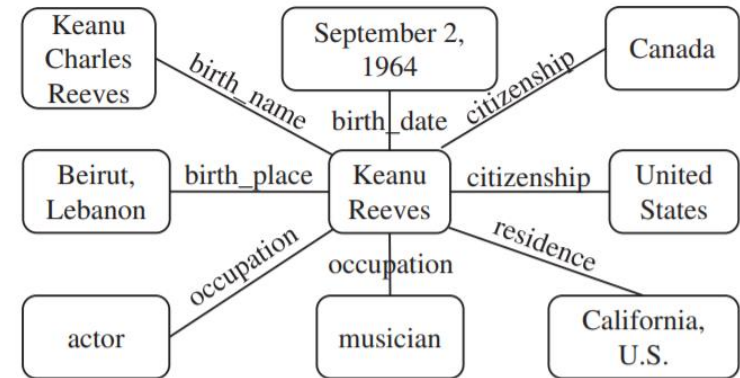 Keanu
Charles
Reeves
September 2,
1964
Canada
birth_name
birth_date
citizenship
Beirut,
Lebanon
birth_place
Keanu
Reeves
citizenship
United
States
occupation
occupation
residence
actor
musician
California,
U.S.